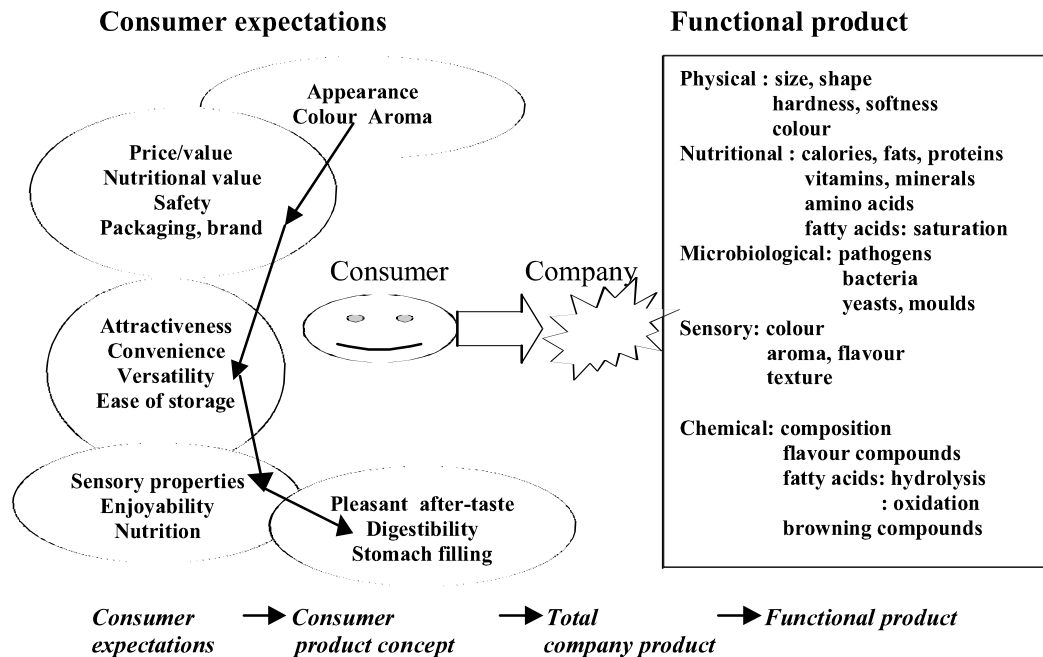 Consumer expectations
Appearance
Colour Aroma
Price/value
Nutritional value
Safety
Packaging, brand
Attractiveness
Convenience
Versatility
Ease of storage
Sensory properties
Enjoyability
Nutrition
Pleasant after-taste
Digestibility
Stomach filling
Consumer
Company
Functional product
Physical : size, shape
hardness, softness
colour
Nutritional : calories, fats, proteins
vitamins, minerals
amino acids
fatty acids: saturation
Microbiological: pathogens
bacteria
yeasts, moulds
Sensory: colour
aroma, flavour
texture
Chemical: composition
flavour compounds
fatty acids: hydrolysis
: oxidation
browning compounds
Consumer
expectations
Consumer
product concept
Total
company product
Functional product